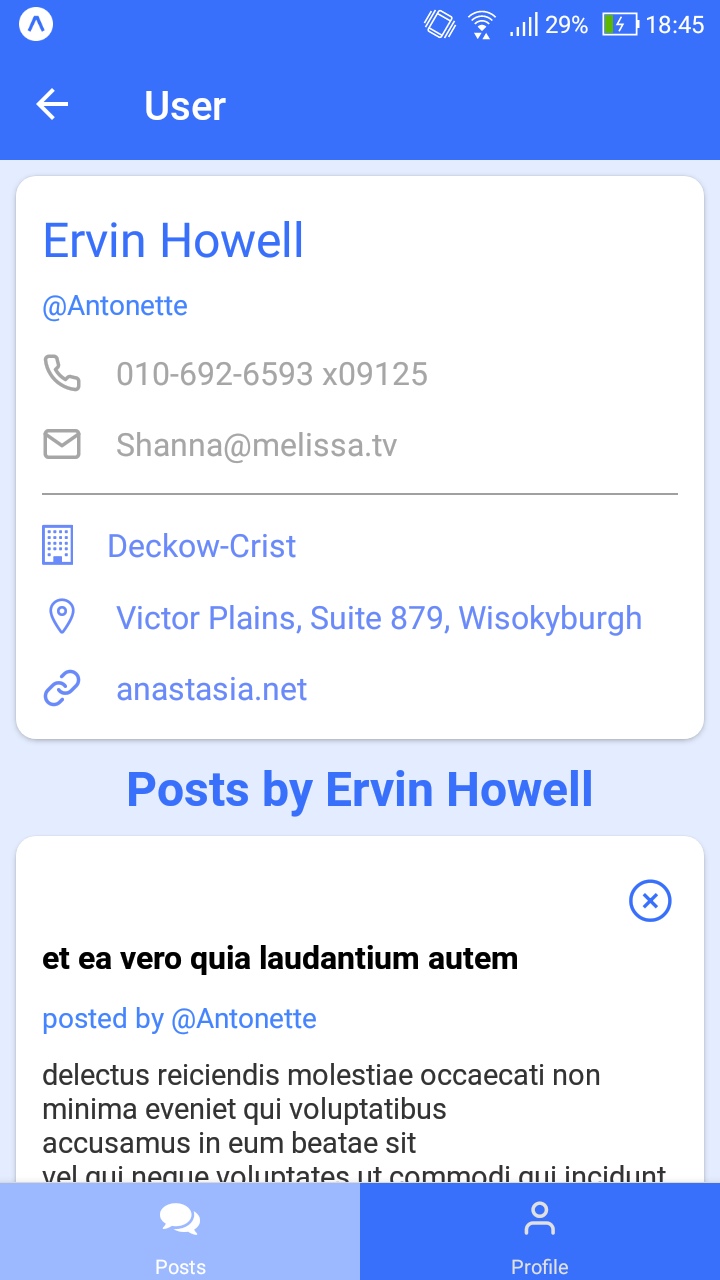 29% 18:45
User
Ervin Howell
@Antonette
010-692-6593 x09125
Shanna@melissa.tv
Deckow-Crist
Victor Plains, Suite 879, Wisokyburgh
anastasia.net
Posts by Ervin Howell
et ea vero quia laudantium autem
posted by @Antonette
delectus reiciendis molestiae occaecati non
minima eveniet qui voluptatibus
accusamus in eum beatae sit
vel qui neque voluptates ut commodi qui incidunt
Posts
Profile